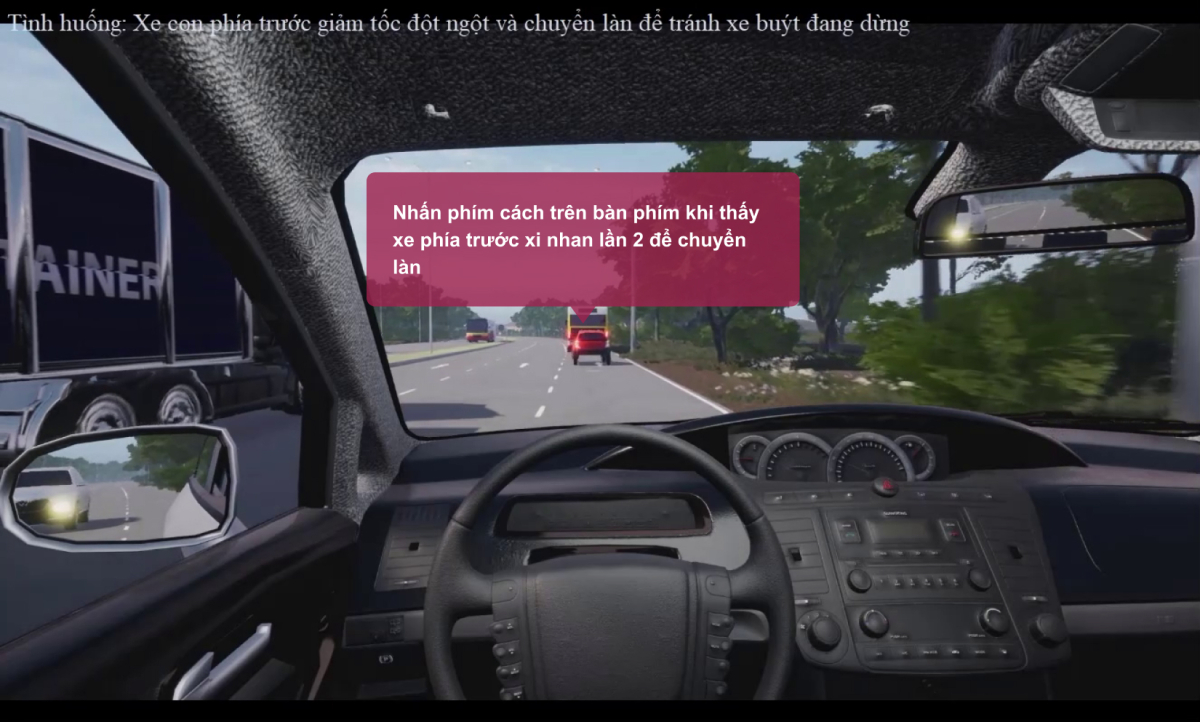 Tình huống: Xe con phía trước giảm tốc đột ngột và chuyển làn để tránh xe buýt đang dừng
Nhấn phím cách trên bàn phím khi thấy
xe phía trước xi nhan lần 2 để chuyển
làn
TAINER